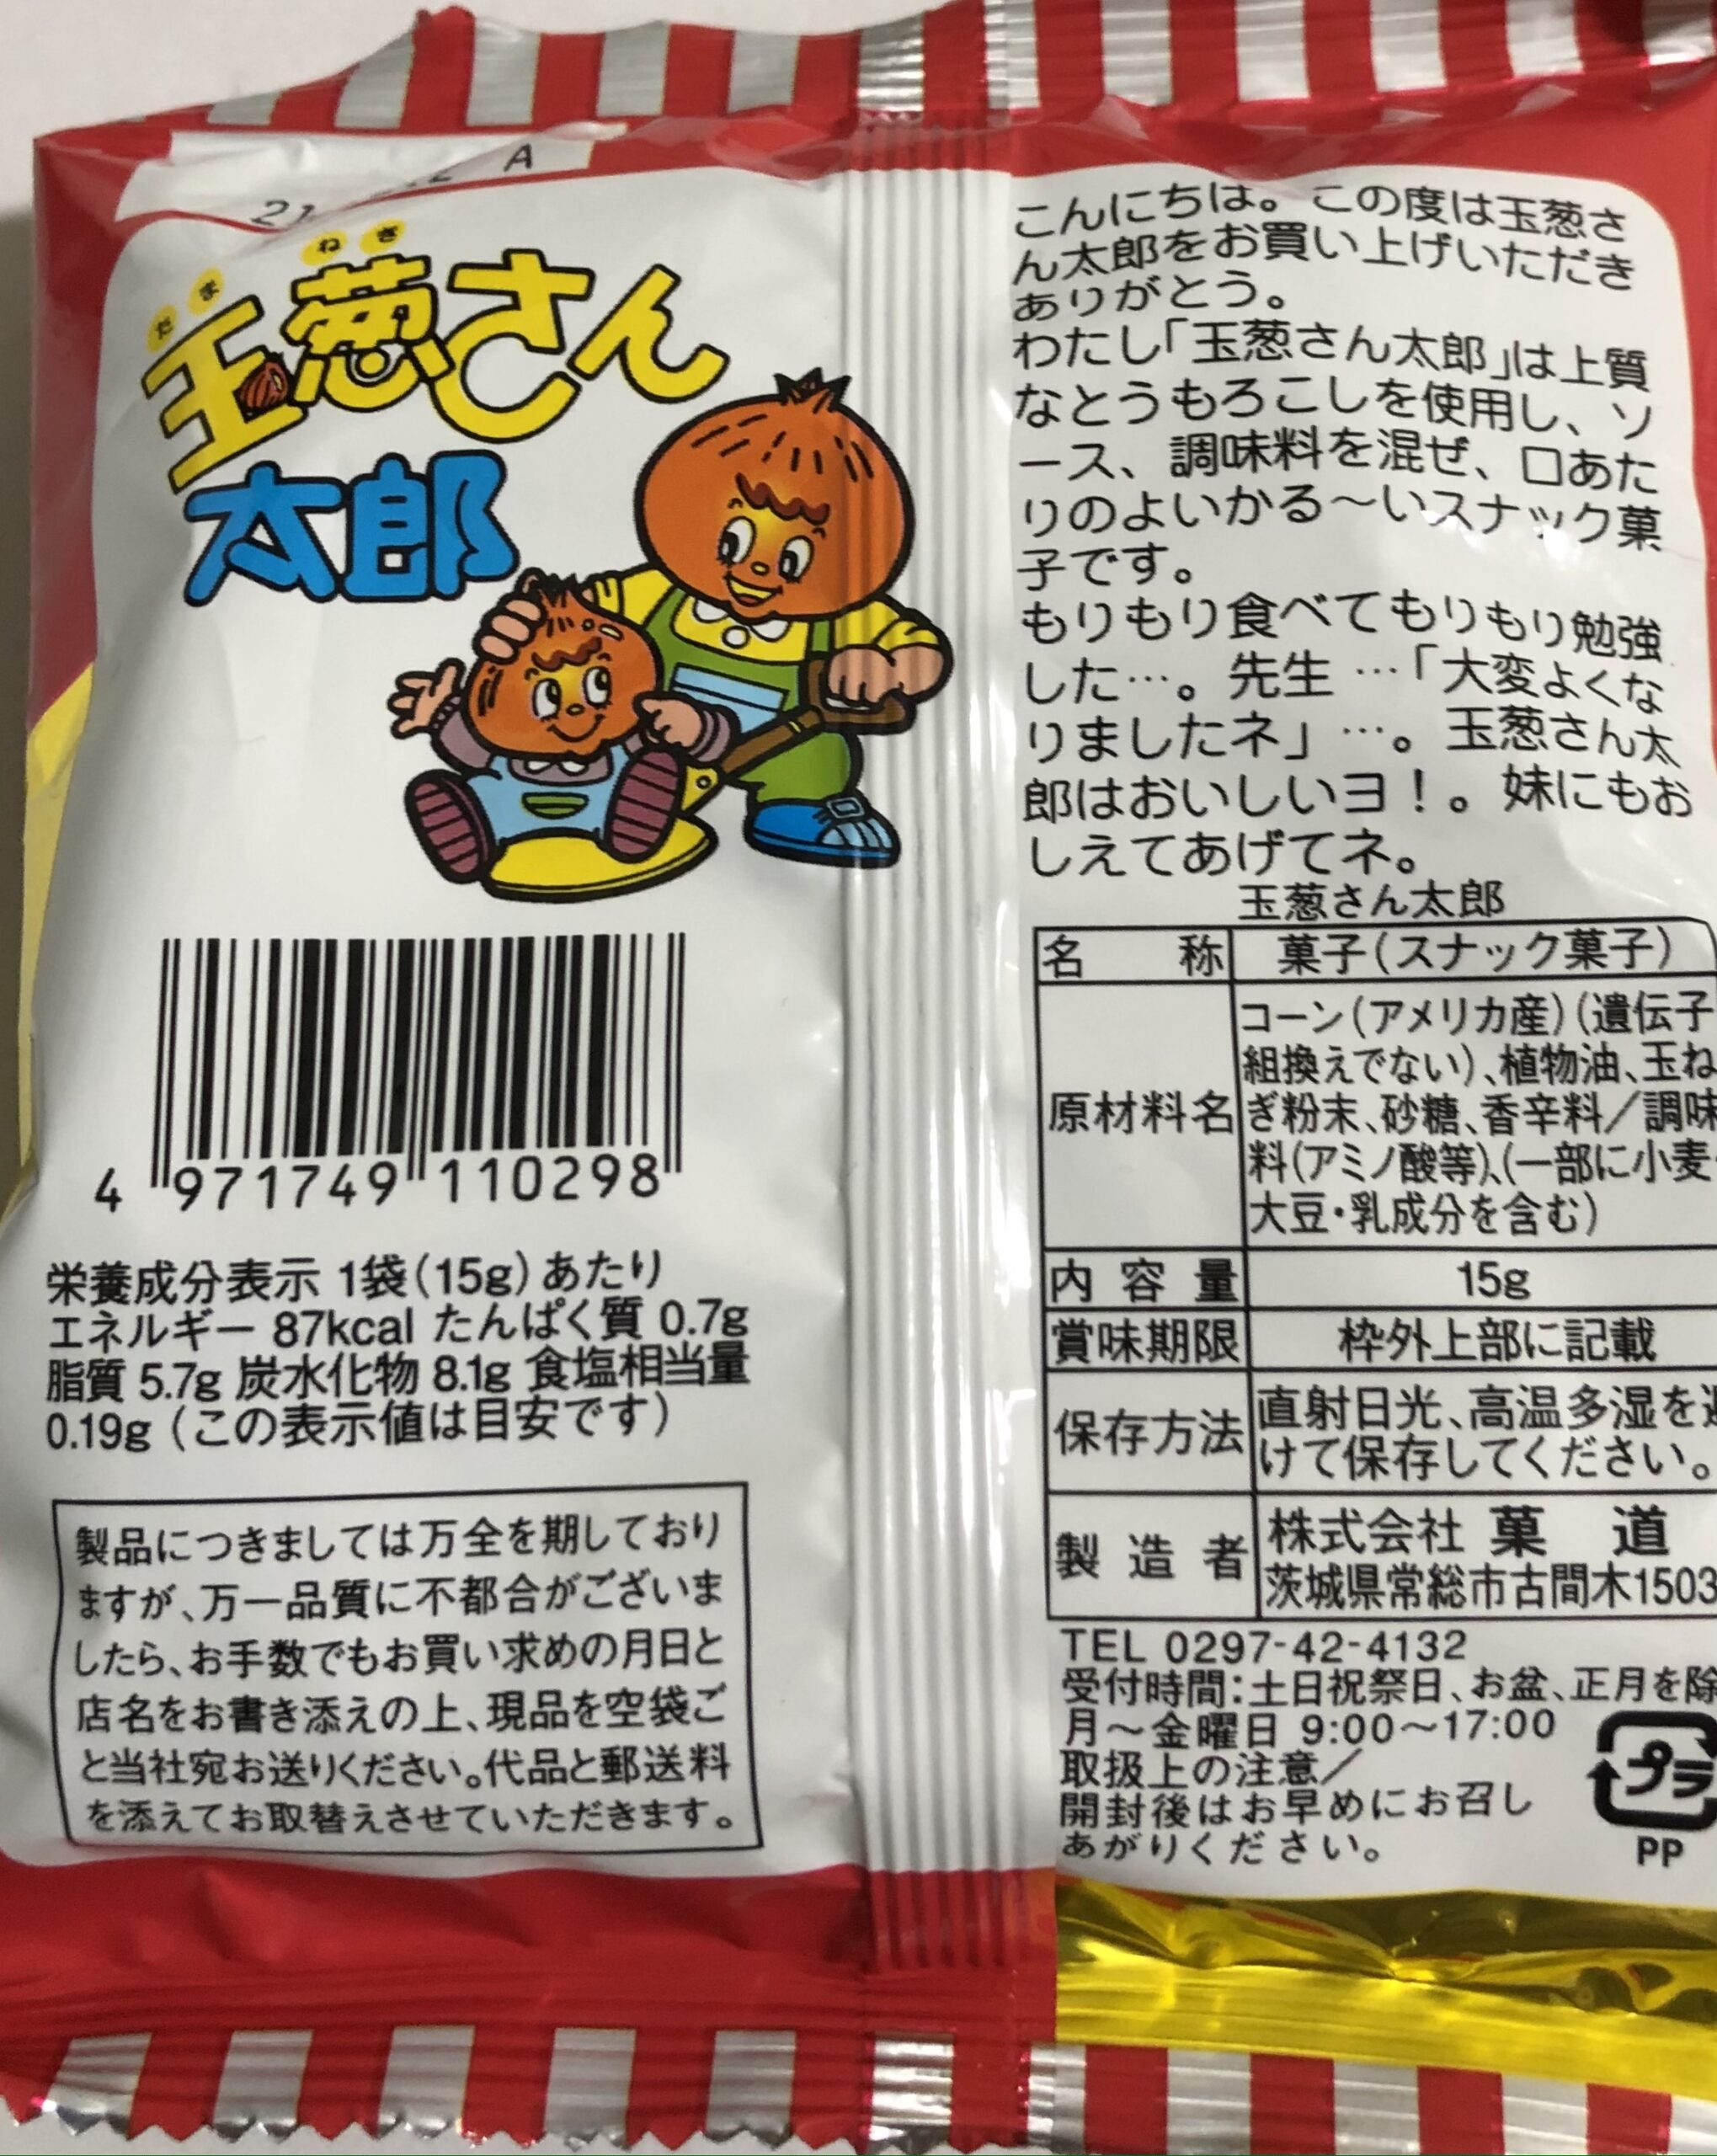 A
たまねぎ
玉葱さん
太郎
4 971749 110298
栄養成分表示 1袋(15g)あたり
エネルギー 87kcal たんぱく質 0.7g
脂質 5.7g 炭水化物 8.1g 食塩相当量
0.19g (この表示値は目安です)
製品につきましては万全を期しており
ますが、万一品質に不都合がございま
したら、お手数でもお買い求めの月日と
店名をお書き添えの上、現品を空袋ご
と当社宛お送りください。代品と郵送料
を添えてお取替えさせていただきます。
こんにちは。この度は玉葱さ
ん太郎をお買い上げいただき
ありがとう。
わたし「玉葱さん太郎」は上質
なとうもろこしを使用し、ソ
ース、調味料を混ぜ、口あた
りのよいかる〜いスナック菓
子です。
もりもり食べてもりもり勉強
した…。先生…「大変よくな
りましたネ」…。玉葱さん太
郎はおいしいヨ!。妹にもお
しえてあげてネ。
玉葱さん太郎
名 称 菓子(スナック菓子)
原材料名 コーン(アメリカ産)(遺伝子
組換えでない)、植物油、玉ね
ぎ粉末、砂糖、香辛料/調味
料(アミノ酸等)、(一部に小麦・
大豆・乳成分を含む)
内容量 15g
賞味期限 枠外上部に記載
保存方法 直射日光、高温多湿を避
けて保存してください。
製造者 株式会社 菓 道
茨城県常総市古間木1503
TEL 0297-42-4132
受付時間:土日祝祭日、お盆、正月を除
月〜金曜日 9:00〜17:00
取扱上の注意/
開封後はお早めにお召し
あがりください。
プラ
PP